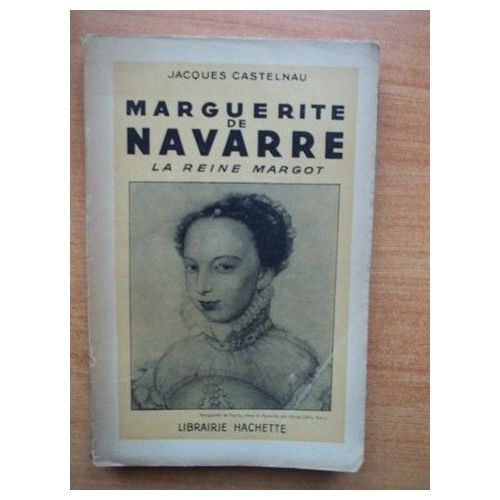 JACQUES CASTELNAU
MARGUERITE
DE
NAVARRE
LA REINE MARGOT
LIBRAIRIE HACHETTE